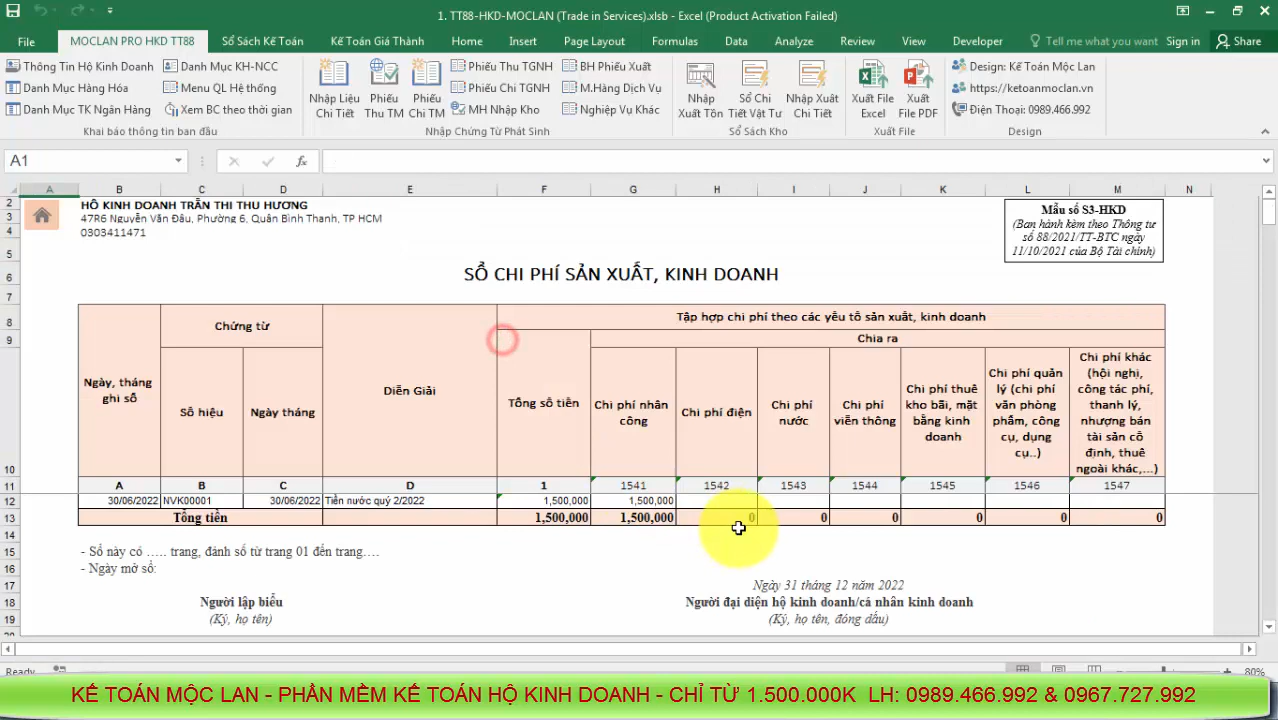 1. TT88-HKD-MOCLAN (Trade in Services).xlsb - Excel (Product Activation Failed)
File MOCLAN PRO HKD TT88 Sổ Sách Kế Toán Kế Toán Giá Thành Home Insert Page Layout Formulas Data Analyze Review View Developer Tell me what you want Sign in Share
Thông Tin Hộ Kinh Doanh
Danh Mục Hàng Hóa
Danh Mục TK Ngân Hàng
Danh Mục KH-NCC
Menu QL Hệ thống
Xem BC theo thời gian
Khai báo thông tin ban đầu
Nhập Liệu Chi Tiết
Phiếu Thu TM
Phiếu Chi TM
Phiếu Thu TGNH
Phiếu Chi TGNH
MH Nhập Kho
BH Phiếu Xuất
M.Hàng Dịch Vụ
Nghiệp Vụ Khác
Nhập Chứng Từ Phát Sinh
Nhập Xuất Tồn
Sổ Chi Tiết Vật Tư
Nhập Xuất Chi Tiết
Sổ Sách Kho
Xuất File Excel
Xuất File PDF
Xuất File
Design: Kế Toán Mộc Lan
https://ketoanmoclan.vn
Điện Thoại: 0989.466.992
Design
A1
fx
A B C D E F G H I J K L M N
2 HỘ KINH DOANH TRẦN THỊ THU HƯƠNG
3 47R6 Nguyễn Văn Đậu, Phường 6, Quận Bình Thạnh, TP HCM
4 0303411471
Mẫu số S3-HKD
(Ban hành kèm theo Thông tư
số 88/2021/TT-BTC ngày
11/10/2021 của Bộ Tài chính)
5
6 SỔ CHI PHÍ SẢN XUẤT, KINH DOANH
7
8 Chứng từ Tập hợp chi phí theo các yếu tố sản xuất, kinh doanh
9 Chia ra
Ngày, tháng ghi sổ
Số hiệu
Ngày tháng
Diễn Giải
Tổng số tiền
Chi phí nhân công
Chi phí điện
Chi phí nước
Chi phí viễn thông
Chi phí thuê kho bãi, mặt bằng kinh doanh
Chi phí quản lý (chi phí văn phòng phẩm, công cụ, dụng cụ..)
Chi phí khác (hội nghị, công tác phí, thanh lý, nhượng bán tài sản cố định, thuê ngoài khác,...)
10
11 A B C D 1 1541 1542 1543 1544 1545 1546 1547
12 30/06/2022 NVK00001 30/06/2022 Tiền nước quý 2/2022 1,500,000 1,500,000
13 Tổng tiền 1,500,000 1,500,000 0 0 0 0 0 0
14
15 - Sổ này có ..... trang, đánh số từ trang 01 đến trang....
16 - Ngày mở sổ:
17 Ngày 31 tháng 12 năm 2022
18 Người lập biểu Người đại diện hộ kinh doanh/cá nhân kinh doanh
19 (Ký, họ tên) (Ký, họ tên, đóng dấu)
Ready 80%
KẾ TOÁN MỘC LAN - PHẦN MỀM KẾ TOÁN HỘ KINH DOANH - CHỈ TỪ 1.500.000K LH: 0989.466.992 & 0967.727.992